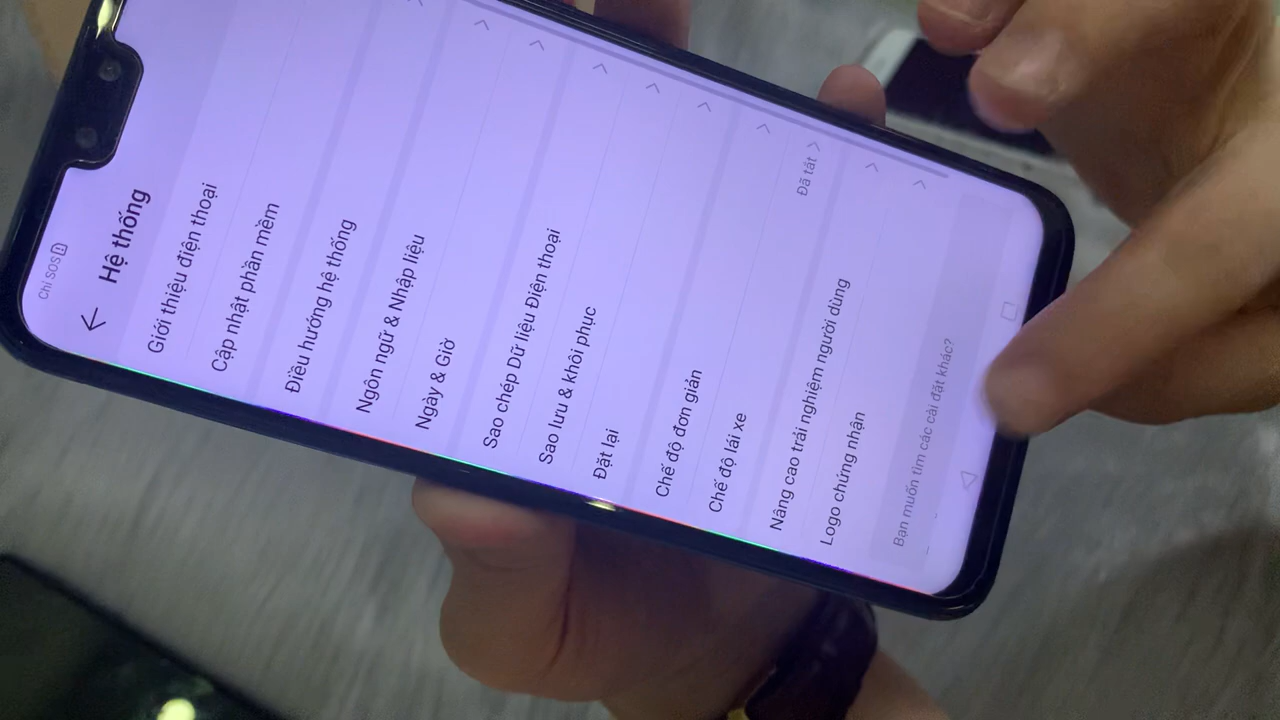 Chỉ SOS
Hệ thống
Giới thiệu điện thoại
Cập nhật phần mềm
Điều hướng hệ thống
Ngôn ngữ & Nhập liệu
Ngày & Giờ
Sao chép Dữ liệu Điện thoại
Sao lưu & khôi phục
Đặt lại
Chế độ đơn giản
Chế độ lái xe
Đã tắt
Nâng cao trải nghiệm người dùng
Logo chứng nhận
Bạn muốn tìm các cài đặt khác?